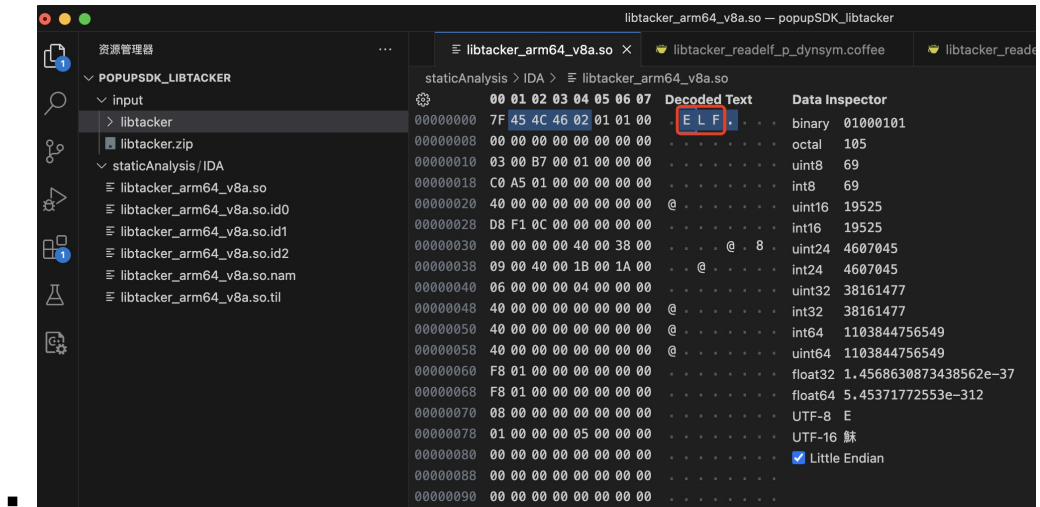 libtacker_arm64_v8a.so — popupSDK_libtacker
资源管理器 ···
libtacker_arm64_v8a.so ×
libtacker_readelf_p_dynsym.coffee
libtacker_reade
POPUPSDK_LIBTACKER
input
libtacker
libtacker.zip
staticAnalysis/IDA
libtacker_arm64_v8a.so
libtacker_arm64_v8a.so.id0
libtacker_arm64_v8a.so.id1
libtacker_arm64_v8a.so.id2
libtacker_arm64_v8a.so.nam
libtacker_arm64_v8a.so.til
1
1
staticAnalysis > IDA > libtacker_arm64_v8a.so
00 01 02 03 04 05 06 07 Decoded Text
00000000 7F 45 4C 46 02 01 01 00 . E L F . . . .
00000008 00 00 00 00 00 00 00 00 . . . . . . . .
00000010 03 00 B7 00 01 00 00 00 . . . . . . . .
00000018 C0 A5 01 00 00 00 00 00 . . . . . . . .
00000020 40 00 00 00 00 00 00 00 @ . . . . . . .
00000028 D8 F1 0C 00 00 00 00 00 . . . . . . . .
00000030 00 00 00 00 40 00 38 00 . . . . @ . 8 .
00000038 09 00 40 00 1B 00 1A 00 . . @ . . . . .
00000040 06 00 00 00 04 00 00 00 . . . . . . . .
00000048 40 00 00 00 00 00 00 00 @ . . . . . . .
00000050 40 00 00 00 00 00 00 00 @ . . . . . . .
00000058 40 00 00 00 00 00 00 00 @ . . . . . . .
00000060 F8 01 00 00 00 00 00 00 . . . . . . . .
00000068 F8 01 00 00 00 00 00 00 . . . . . . . .
00000070 08 00 00 00 00 00 00 00 . . . . . . . .
00000078 01 00 00 00 05 00 00 00 . . . . . . . .
00000080 00 00 00 00 00 00 00 00 . . . . . . . .
00000088 00 00 00 00 00 00 00 00 . . . . . . . .
00000090 00 00 00 00 00 00 00 00 . . . . . . . .
Data Inspector
binary 01000101
octal 105
uint8 69
int8 69
uint16 19525
int16 19525
uint24 4607045
int24 4607045
uint32 38161477
int32 38161477
int64 1103844756549
uint64 1103844756549
float32 1.4568630873438562e-37
float64 5.45371772553e-312
UTF-8 E
UTF-16 䱅
Little Endian